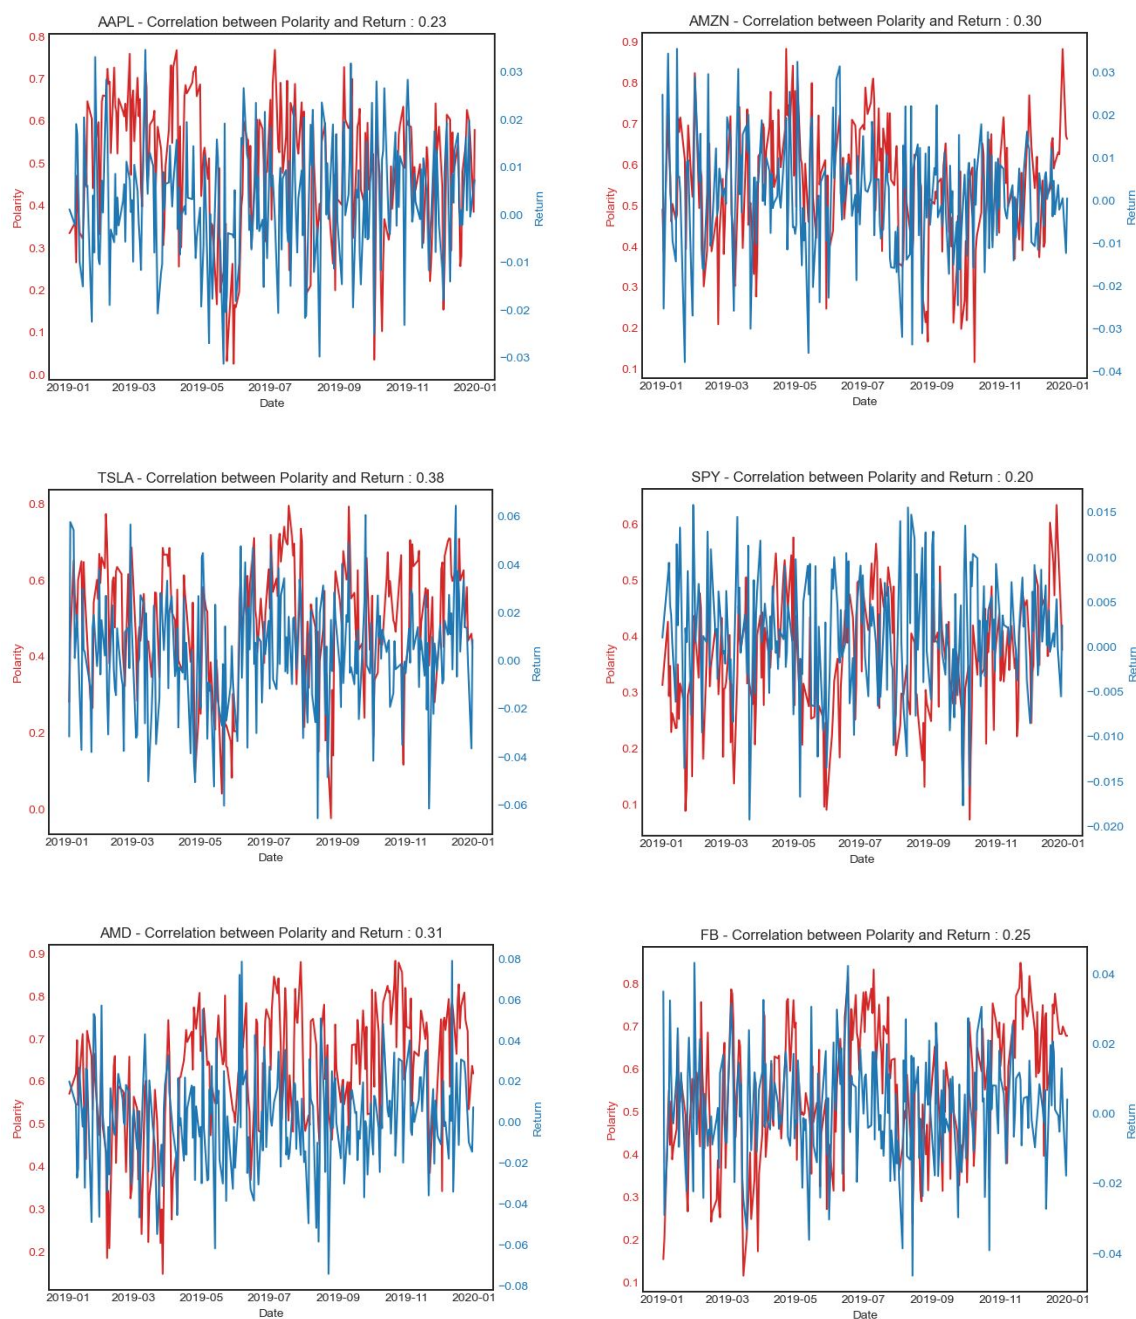 AAPL - Correlation between Polarity and Return : 0.23
0.8
0.7
0.6
0.5
0.4
0.3
0.2
0.1
0.0
Polarity
0.03
0.02
0.01
0.00
−0.01
−0.02
−0.03
Return
2019-01 2019-03 2019-05 2019-07 2019-09 2019-11 2020-01
Date
AMZN - Correlation between Polarity and Return : 0.30
0.9
0.8
0.7
0.6
0.5
0.4
0.3
0.2
0.1
Polarity
0.03
0.02
0.01
0.00
−0.01
−0.02
−0.03
−0.04
Return
2019-01 2019-03 2019-05 2019-07 2019-09 2019-11 2020-01
Date
TSLA - Correlation between Polarity and Return : 0.38
0.8
0.6
0.4
0.2
0.0
Polarity
0.06
0.04
0.02
0.00
−0.02
−0.04
−0.06
Return
2019-01 2019-03 2019-05 2019-07 2019-09 2019-11 2020-01
Date
SPY - Correlation between Polarity and Return : 0.20
0.6
0.5
0.4
0.3
0.2
0.1
Polarity
0.015
0.010
0.005
0.000
−0.005
−0.010
−0.015
−0.020
Return
2019-01 2019-03 2019-05 2019-07 2019-09 2019-11 2020-01
Date
AMD - Correlation between Polarity and Return : 0.31
0.9
0.8
0.7
0.6
0.5
0.4
0.3
0.2
Polarity
0.08
0.06
0.04
0.02
0.00
−0.02
−0.04
−0.06
−0.08
Return
2019-01 2019-03 2019-05 2019-07 2019-09 2019-11 2020-01
Date
FB - Correlation between Polarity and Return : 0.25
0.8
0.7
0.6
0.5
0.4
0.3
0.2
0.1
Polarity
0.04
0.02
0.00
−0.02
−0.04
Return
2019-01 2019-03 2019-05 2019-07 2019-09 2019-11 2020-01
Date